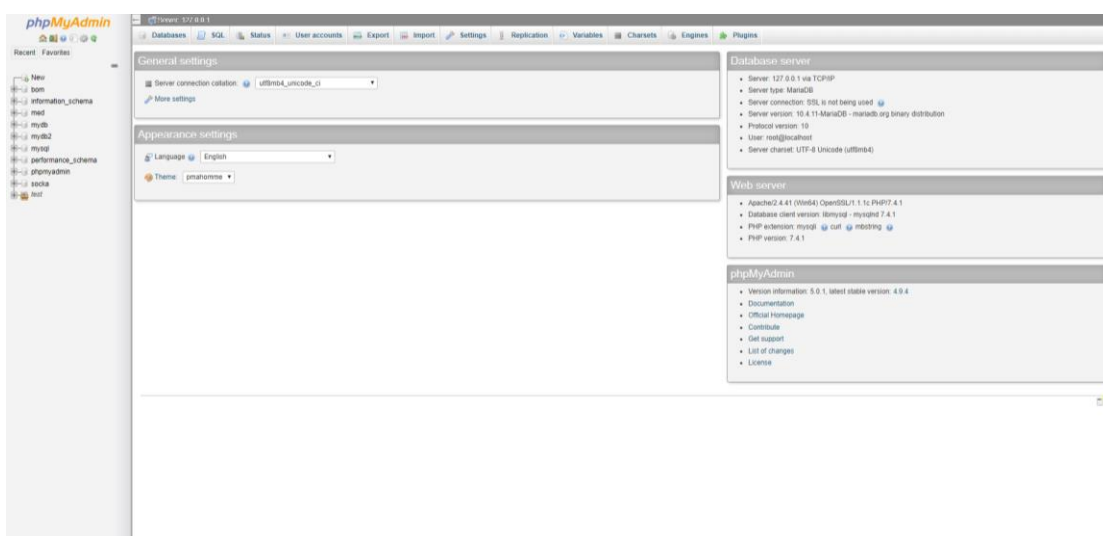 phpMyAdmin
Recent Favorites
New
bom
information_schema
med
mydb
mydb2
mysql
performance_schema
phpmyadmin
socka
test
Server: 127.0.0.1
Databases SQL Status User accounts Export Import Settings Replication Variables Charsets Engines Plugins
General settings
Server connection collation: utf8mb4_unicode_ci
More settings
Appearance settings
Language English
Theme: pmahomme
Database server
Server: 127.0.0.1 via TCP/IP
Server type: MariaDB
Server connection: SSL is not being used
Server version: 10.4.11-MariaDB - mariadb.org binary distribution
Protocol version: 10
User: root@localhost
Server charset: UTF-8 Unicode (utf8mb4)
Web server
Apache/2.4.41 (Win64) OpenSSL/1.1.1c PHP/7.4.1
Database client version: libmysql - mysqlnd 7.4.1
PHP extension: mysqli curl mbstring
PHP version: 7.4.1
phpMyAdmin
Version information: 5.0.1, latest stable version: 4.9.4
Documentation
Official Homepage
Contribute
Get support
List of changes
License